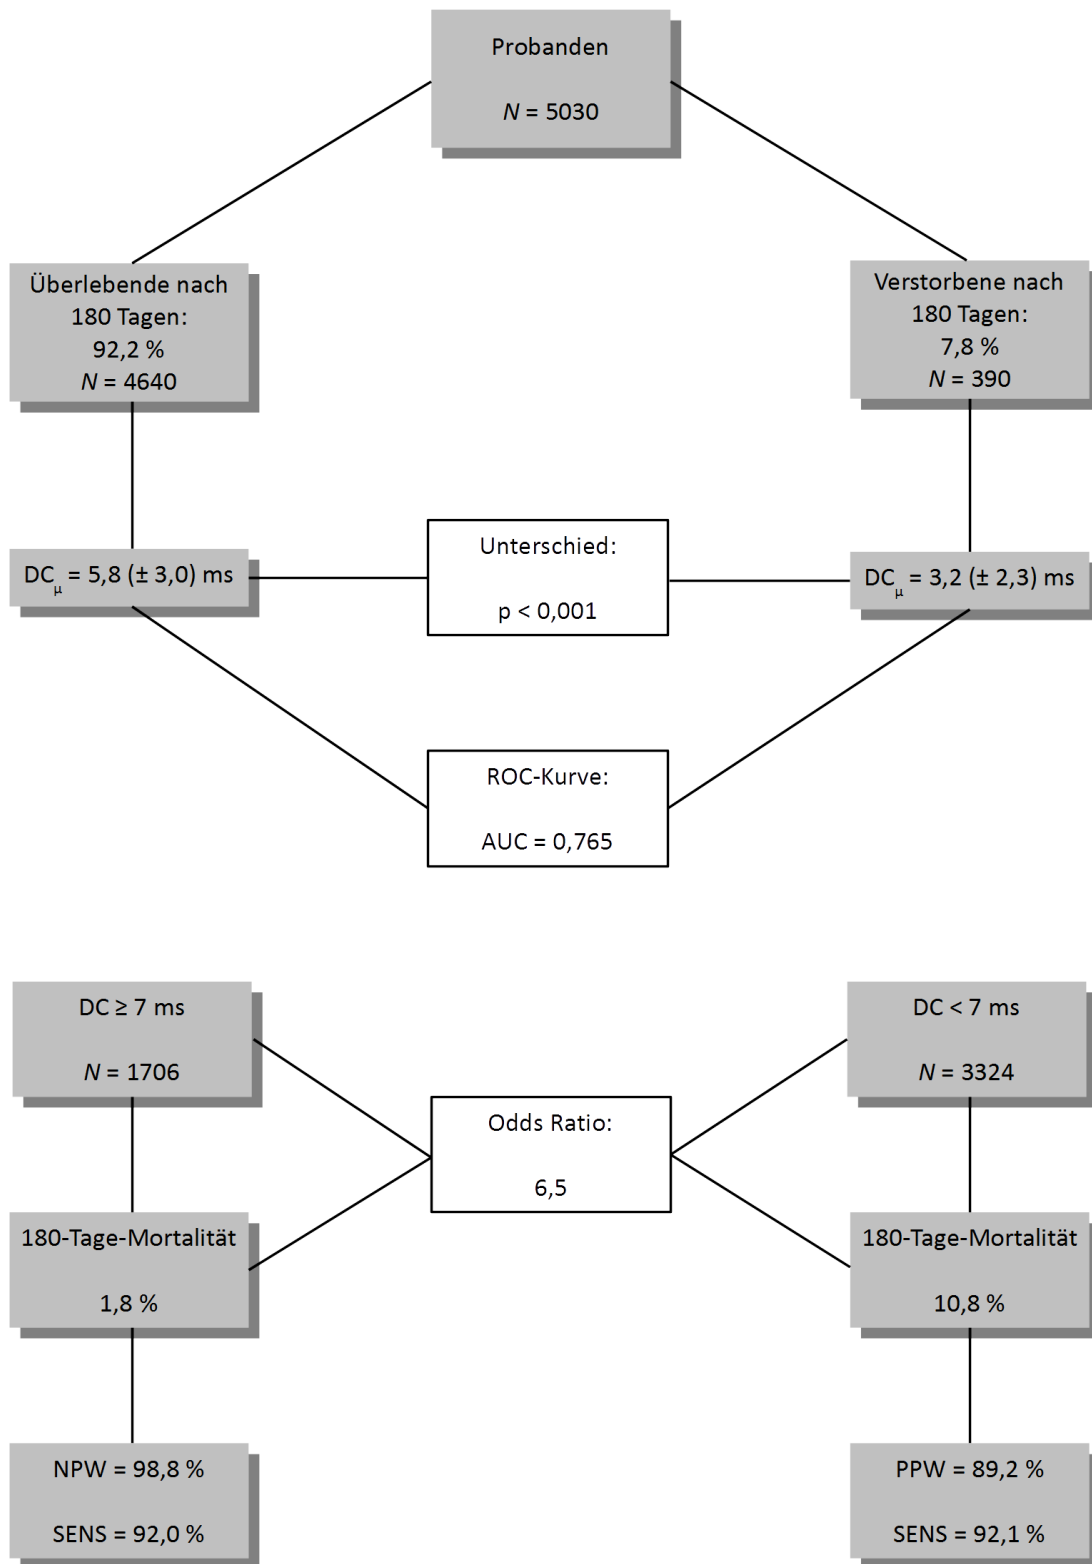 Probanden
N = 5030
Überlebende nach
180 Tagen:
92,2 %
N = 4640
Verstorbene nach
180 Tagen:
7,8 %
N = 390
DCμ = 5,8 (± 3,0) ms
Unterschied:
p < 0,001
DCμ = 3,2 (± 2,3) ms
ROC-Kurve:
AUC = 0,765
DC ≥ 7 ms
N = 1706
DC < 7 ms
N = 3324
Odds Ratio:
6,5
180-Tage-Mortalität
1,8 %
180-Tage-Mortalität
10,8 %
NPW = 98,8 %
SENS = 92,0 %
PPW = 89,2 %
SENS = 92,1 %